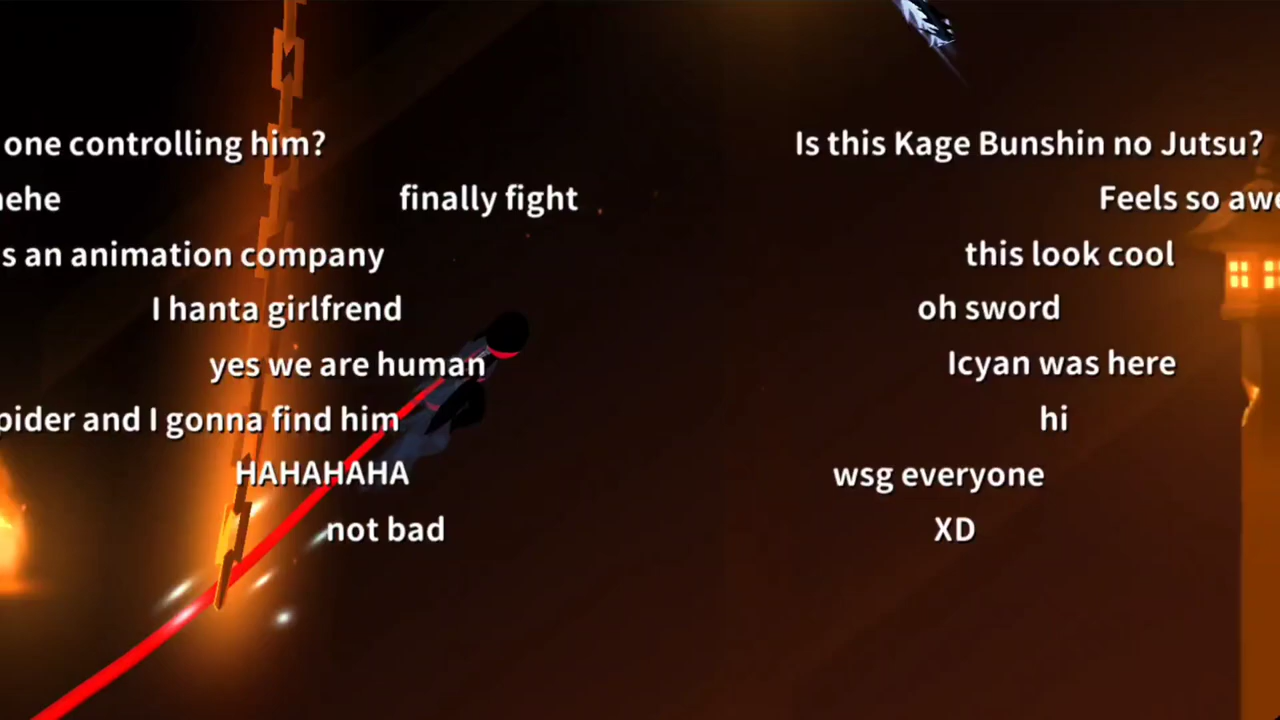 one controlling him?
Is this Kage Bunshin no Jutsu?
finally fight
Feels so
s an animation company
this look cool
I hanta girlfrend
oh sword
yes we are human
Icyan was here
pider and I gonna find him
hi
HAHAHAHA
wsg everyone
not bad
XD